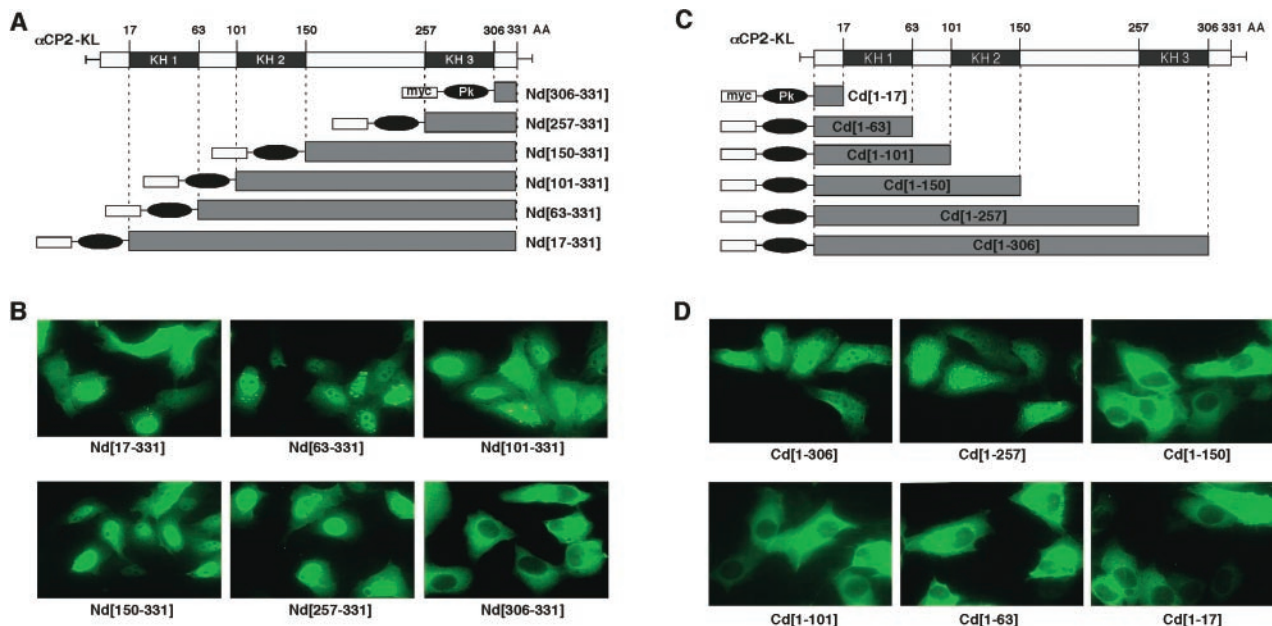 A
17 63 101 150 257 306 331 AA
αCP2-KL
KH 1 KH 2 KH 3
myc Pk Nd[306-331]
Nd[257-331]
Nd[150-331]
Nd[101-331]
Nd[63-331]
Nd[17-331]
B
Nd[17-331] Nd[63-331] Nd[101-331]
Nd[150-331] Nd[257-331] Nd[306-331]
C
17 63 101 150 257 306 331 AA
αCP2-KL
KH 1 KH 2 KH 3
myc Pk Cd[1-17]
Cd[1-63]
Cd[1-101]
Cd[1-150]
Cd[1-257]
Cd[1-306]
D
Cd[1-306] Cd[1-257] Cd[1-150]
Cd[1-101] Cd[1-63] Cd[1-17]